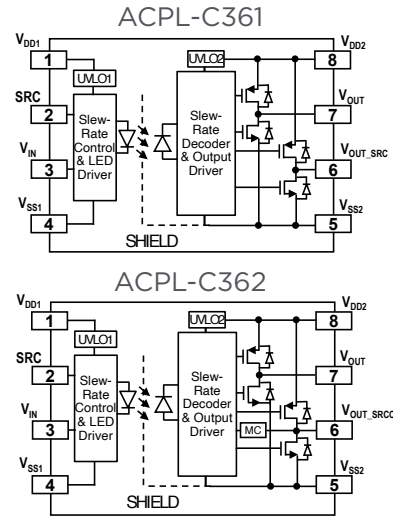 ACPL-C361
VDD1
VDD2
1
UVLO1
UVLO2
8
SRC
VOUT
2
7
Slew-
Rate
Control
& LED
Driver
Slew-
Rate
Decoder
& Output
Driver
VIN
VOUT_SRC
3
6
VSS1
VSS2
4
5
SHIELD
ACPL-C362
VDD1
VDD2
1
UVLO1
UVLO2
8
SRC
VOUT
2
7
Slew-
Rate
Control
& LED
Driver
Slew-
Rate
Decoder
& Output
Driver
VIN
VOUT_SRCC
3
MC
6
VSS1
VSS2
4
5
SHIELD